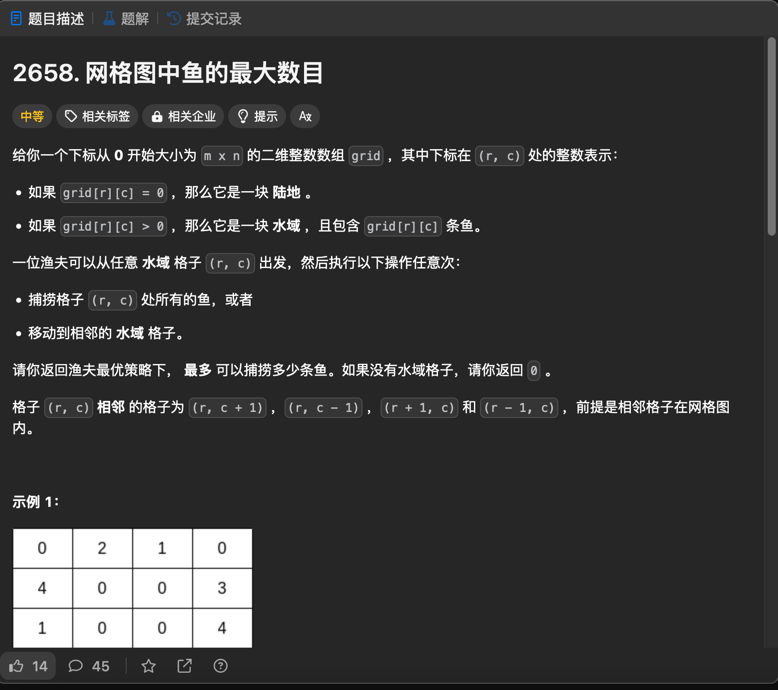 题目描述 题解 提交记录
2658. 网格图中鱼的最大数目
中等 相关标签 相关企业 提示
给你一个下标从 0 开始大小为 m x n 的二维整数数组 grid ，其中下标在 (r, c) 处的整数表示：
• 如果 grid[r][c] = 0 ，那么它是一块 陆地 。
• 如果 grid[r][c] > 0 ，那么它是一块 水域 ，且包含 grid[r][c] 条鱼。
一位渔夫可以从任意 水域 格子 (r, c) 出发，然后执行以下操作任意次：
• 捕捞格子 (r, c) 处所有的鱼，或者
• 移动到相邻的 水域 格子。
请你返回渔夫最优策略下， 最多 可以捕捞多少条鱼。如果没有水域格子，请你返回 0 。
格子 (r, c) 相邻 的格子为 (r, c + 1) ，(r, c - 1) ，(r + 1, c) 和 (r - 1, c) ，前提是相邻格子在网格图
内。
示例 1：
0 2 1 0
4 0 0 3
1 0 0 4
14 45